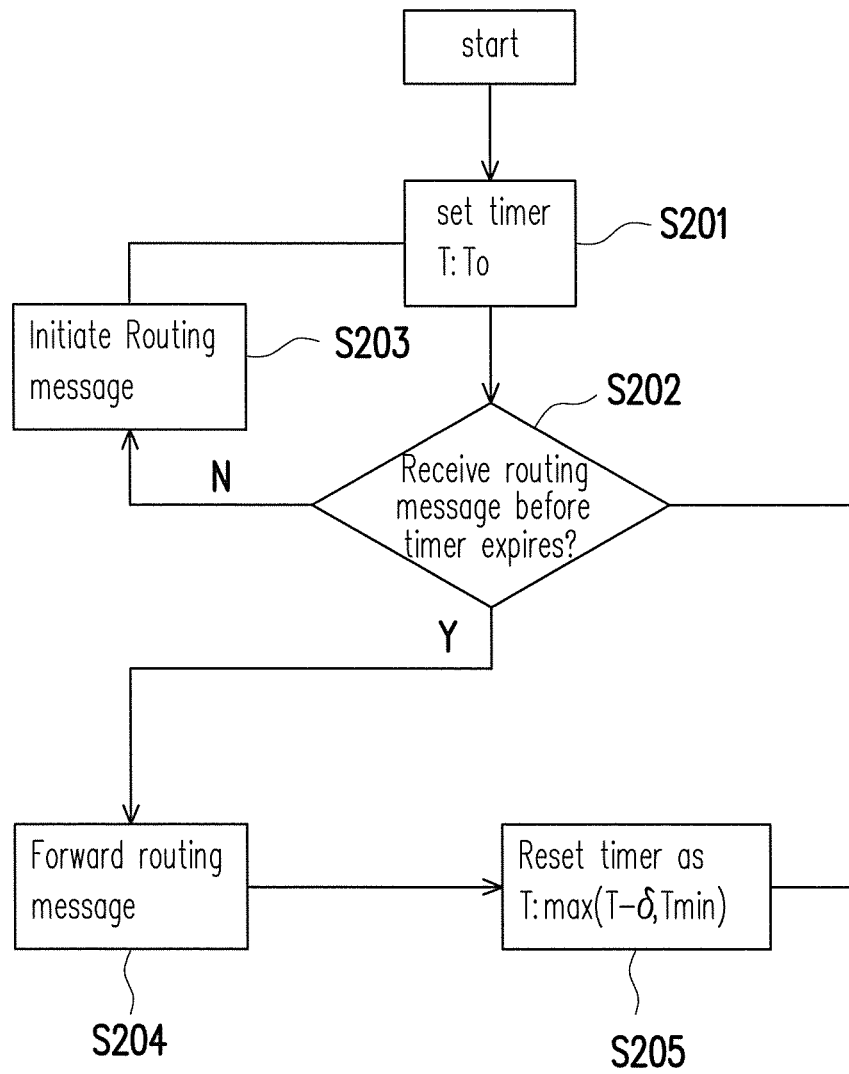 start
set timer
T: To
S201
Initiate Routing
message
S203
S202
Receive routing
message before
timer expires?
N
Y
Forward routing
message
S204
Reset timer as
T: max(T-δ,Tmin)
S205